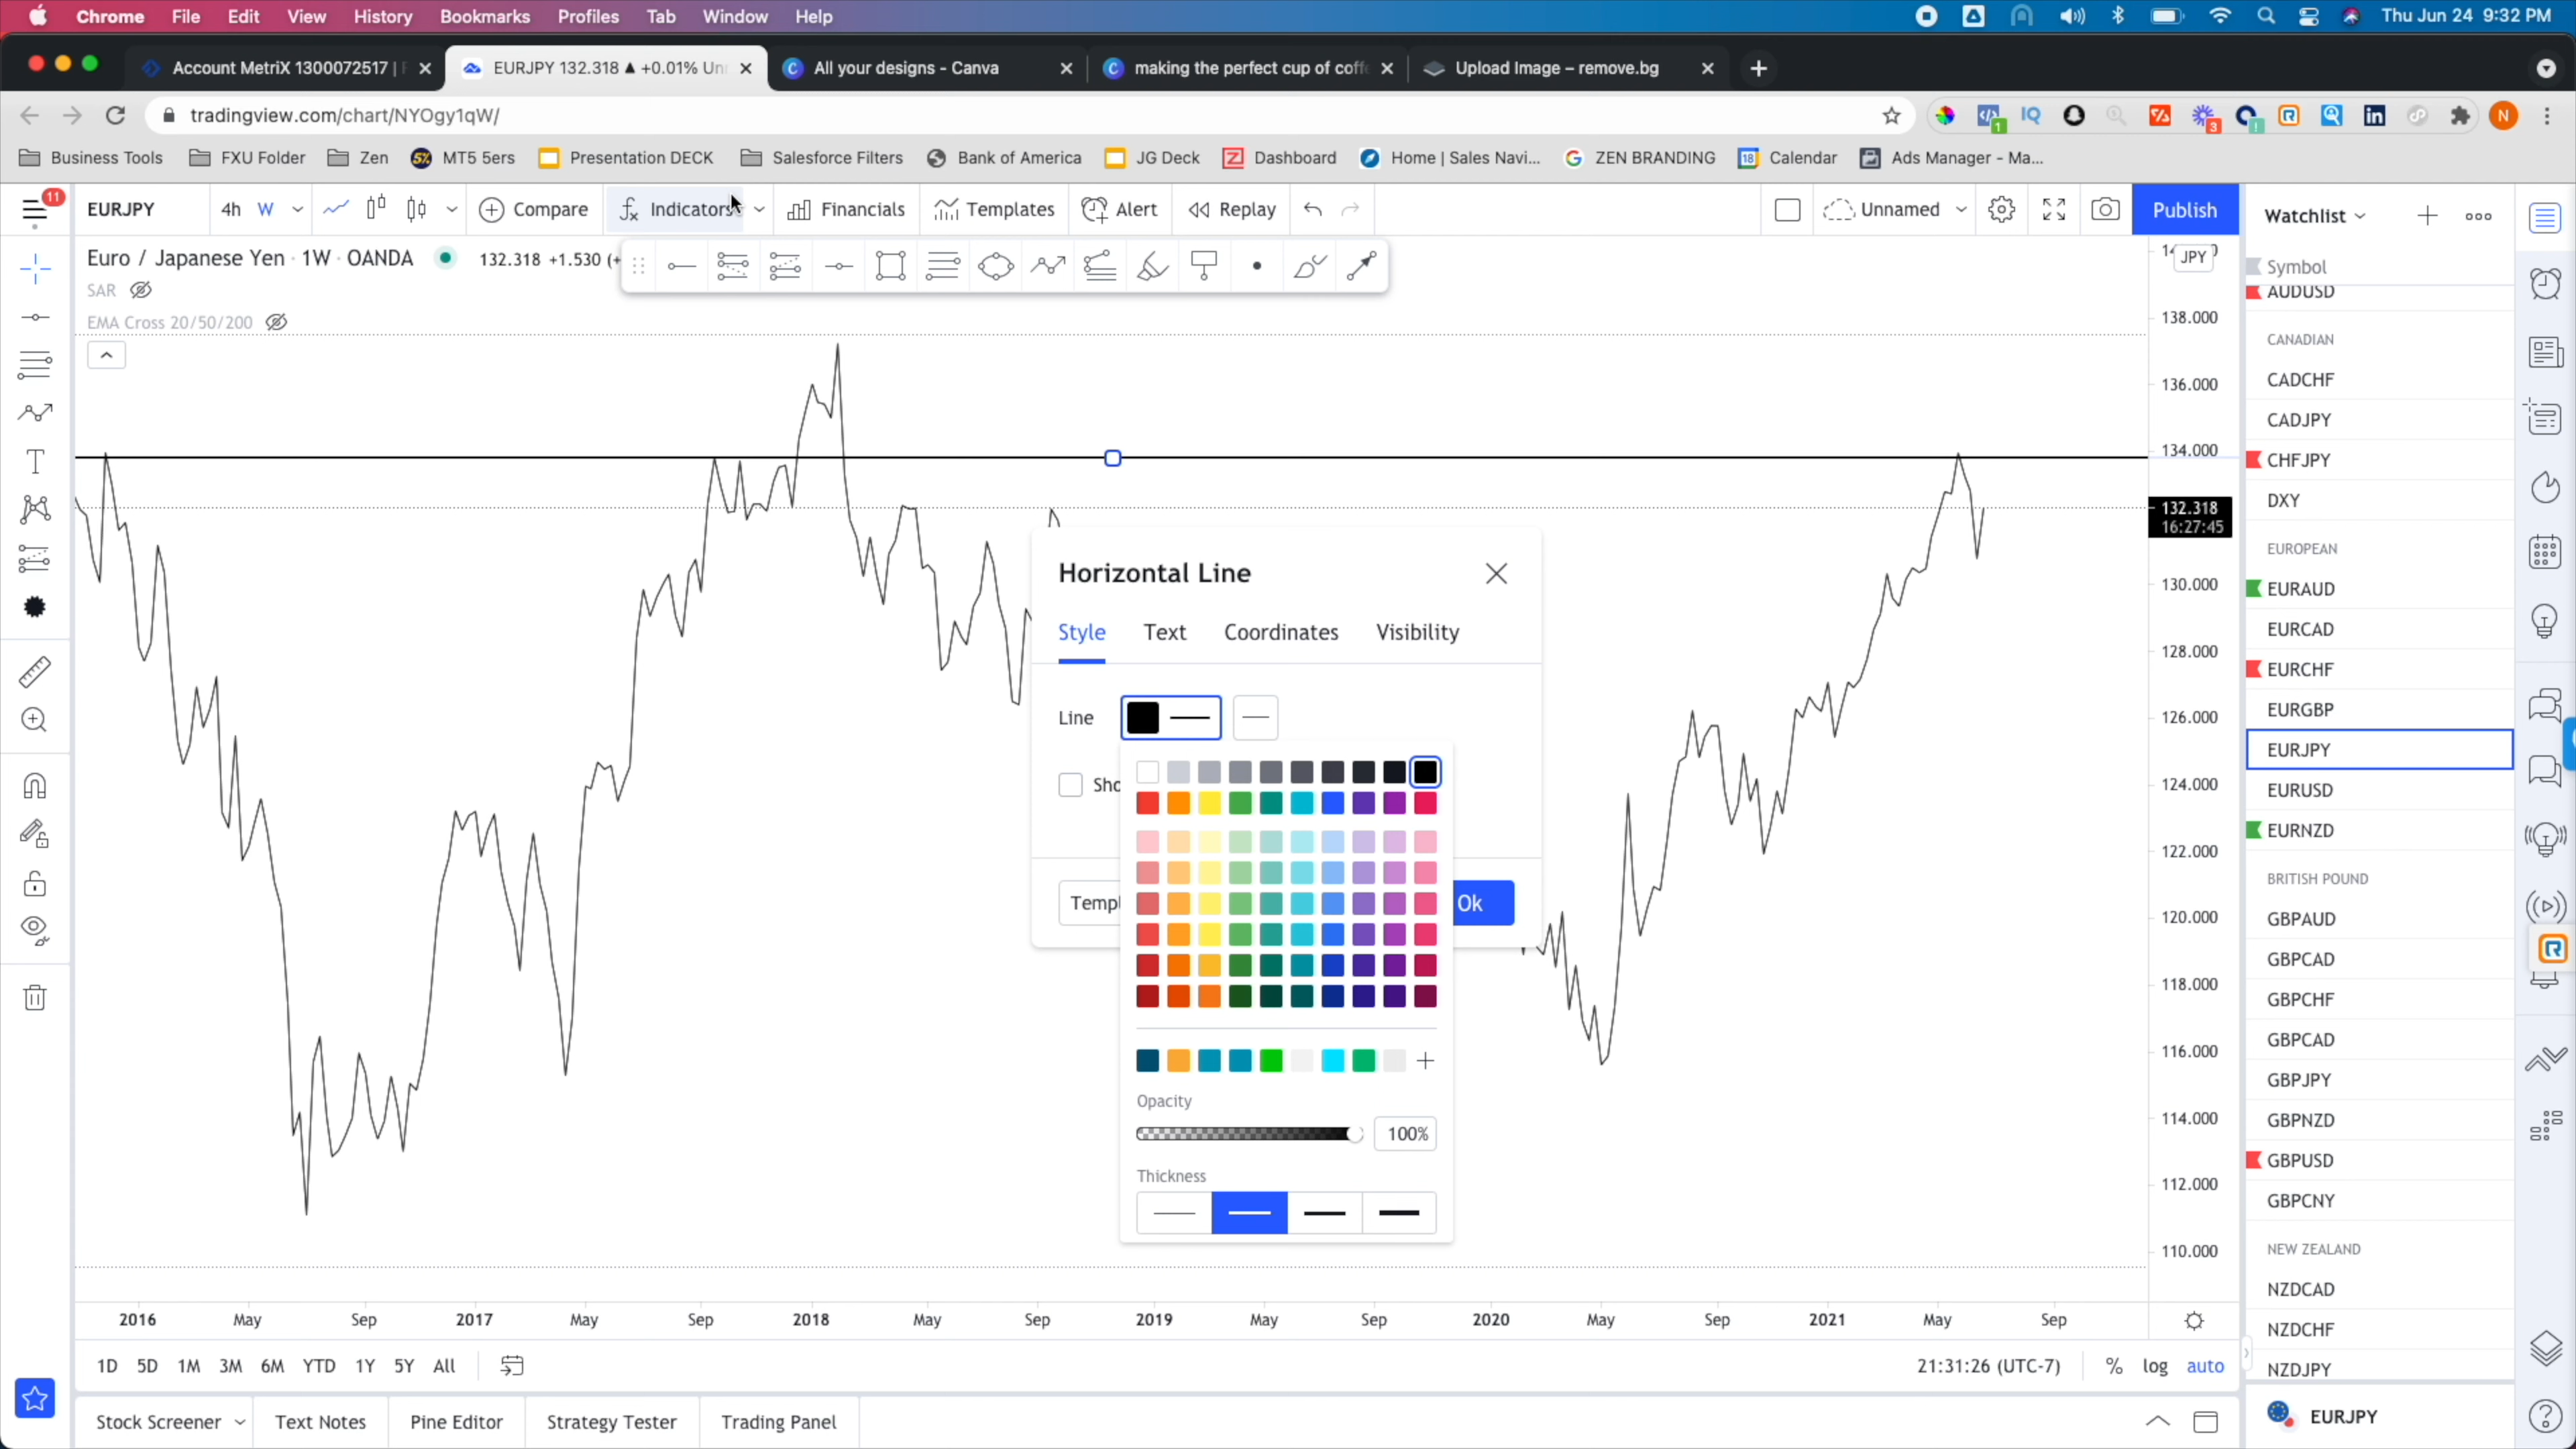 Chrome File Edit View History Bookmarks Profiles Tab Window Help Thu Jun 24 9:32 PM
Account MetriX 1300072517 | EURJPY 132.318 ▲ +0.01% Un All your designs - Canva making the perfect cup of coff Upload Image – remove.bg
tradingview.com/chart/NYOgy1qW/
Business Tools FXU Folder Zen MT5 5ers Presentation DECK Salesforce Filters Bank of America JG Deck Dashboard Home | Sales Navi... ZEN BRANDING Calendar Ads Manager - Ma...
11 EURJPY 4h W Compare Indicators Financials Templates Alert Replay Unnamed Publish Watchlist
Euro / Japanese Yen · 1W · OANDA 132.318 +1.530 (+
SAR
EMA Cross 20/50/200
JPY
138.000
136.000
134.000
132.318
16:27:45
130.000
128.000
126.000
124.000
122.000
120.000
118.000
116.000
114.000
112.000
110.000
Horizontal Line
Style Text Coordinates Visibility
Line
Sho
Templ
Ok
Opacity
100%
Thickness
2016 May Sep 2017 May Sep 2018 May Sep 2019 May Sep 2020 May Sep 2021 May Sep
1D 5D 1M 3M 6M YTD 1Y 5Y All 21:31:26 (UTC-7) % log auto
Stock Screener Text Notes Pine Editor Strategy Tester Trading Panel
Symbol
AUDUSD
CANADIAN
CADCHF
CADJPY
CHFJPY
DXY
EUROPEAN
EURAUD
EURCAD
EURCHF
EURGBP
EURJPY
EURUSD
EURNZD
BRITISH POUND
GBPAUD
GBPCAD
GBPCHF
GBPCAD
GBPJPY
GBPNZD
GBPUSD
GBPCNY
NEW ZEALAND
NZDCAD
NZDCHF
NZDJPY
EURJPY